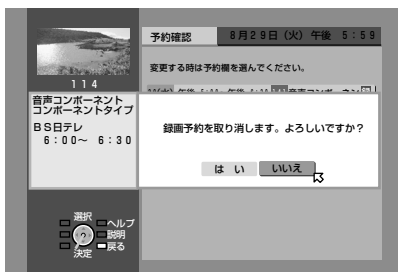 予約確認
8月29日(火)午後 5:59
変更する時は予約欄を選んでください。
114
音声コンポーネント
コンポーネントタイプ
BS日テレ
6:00～ 6:30
録画予約を取り消します。よろしいですか？
はい
いいえ
選択
ヘルプ
?
説明
戻る
決定